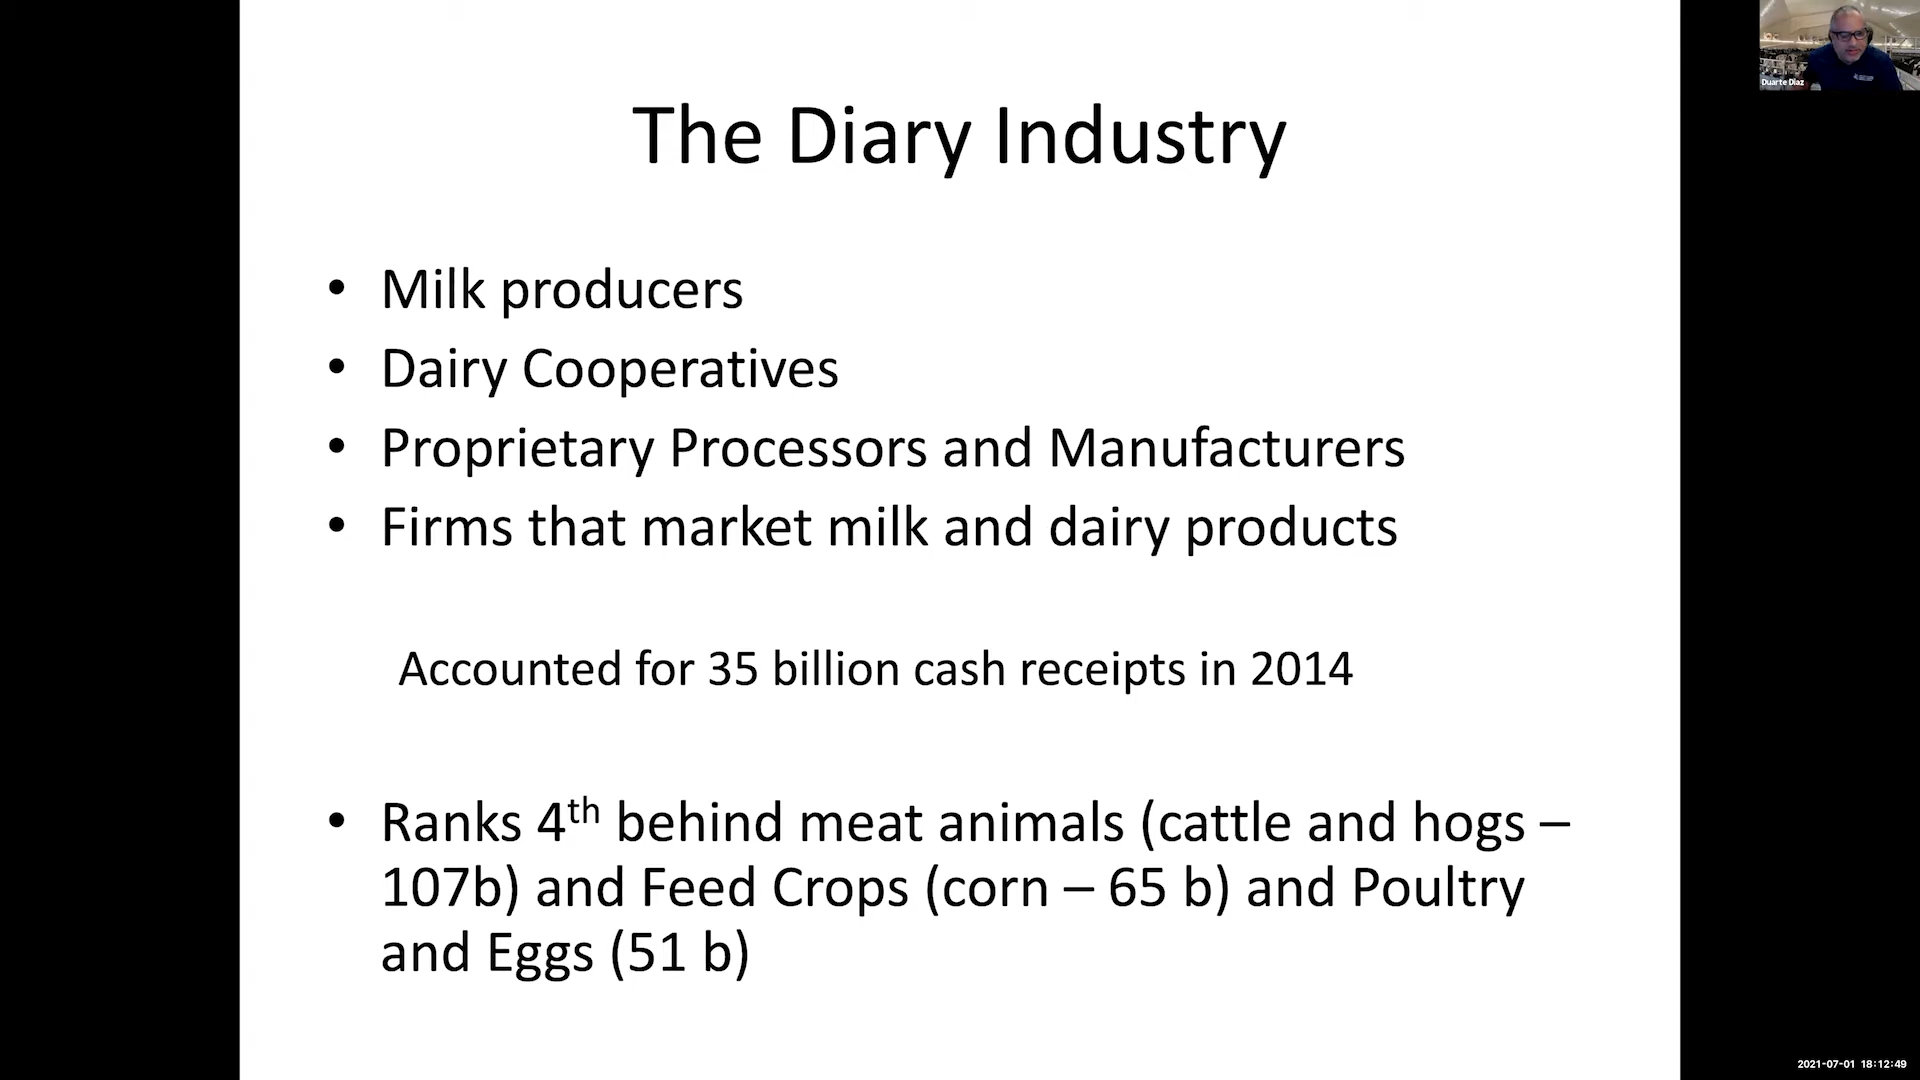 Duarte Diaz
The Diary Industry
• Milk producers
• Dairy Cooperatives
• Proprietary Processors and Manufacturers
• Firms that market milk and dairy products
Accounted for 35 billion cash receipts in 2014
• Ranks 4th behind meat animals (cattle and hogs –
107b) and Feed Crops (corn – 65 b) and Poultry
and Eggs (51 b)
2021-07-01 18:12:49